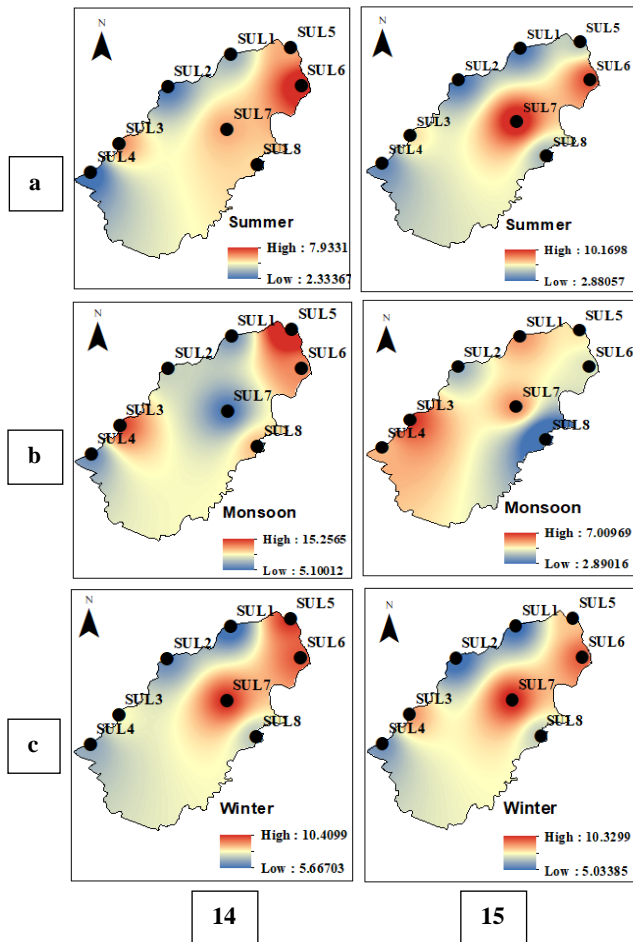 N
SUL5
SUL1
SUL2
SUL6
SUL7
SUL3
SUL4
SUL8
Summer
High : 7.9331
Low : 2.33367
N
SUL5
SUL1
SUL2
SUL6
SUL7
SUL3
SUL4
SUL8
Summer
High : 10.1698
Low : 2.88057
a
N
SUL5
SUL1
SUL2
SUL6
SUL7
SUL3
SUL4
SUL8
Monsoon
High : 15.2565
Low : 5.10012
N
SUL5
SUL1
SUL2
SUL6
SUL7
SUL3
SUL4
SUL8
Monsoon
High : 7.00969
Low : 2.89016
b
N
SUL5
SUL1
SUL2
SUL6
SUL7
SUL3
SUL4
SUL8
Winter
High : 10.4099
Low : 5.66703
N
SUL5
SUL1
SUL2
SUL6
SUL7
SUL3
SUL4
SUL8
Winter
High : 10.3299
Low : 5.03385
c
14
15